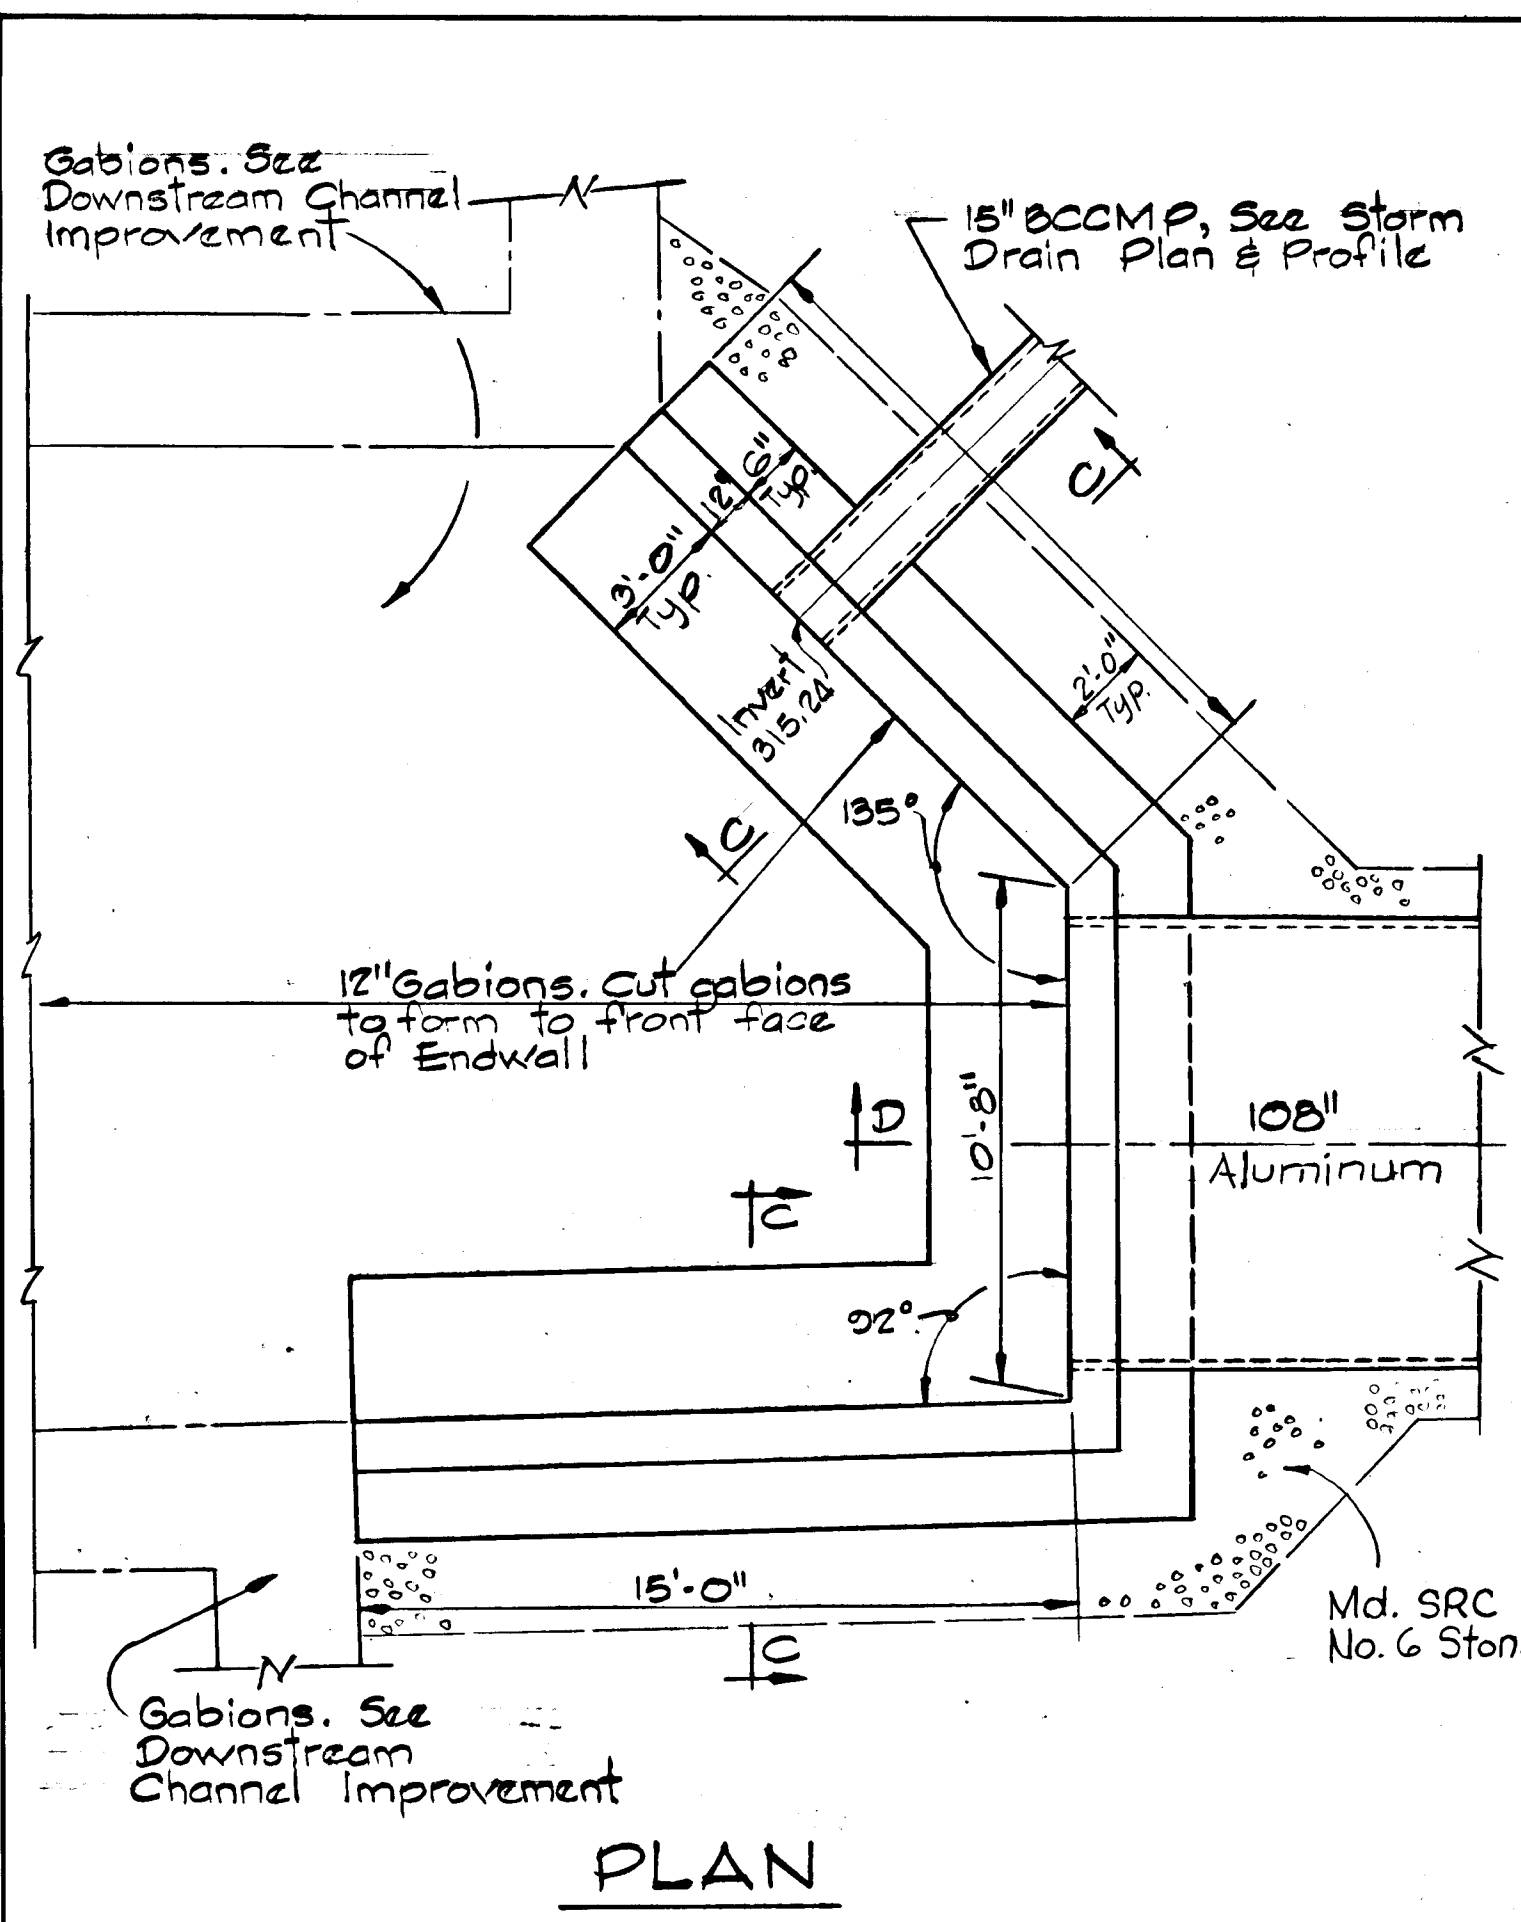 Gabions. See
Downstream Channel
Improvement
15" BCCMP, See Storm
Drain Plan & Profile
C
6"
Typ.
12"
3'-0"
Typ.
2'-0"
Typ.
Invert
315.24
135°
C
12" Gabions. Cut gabions
to form to front face
of Endwall
10'-8"
D
108"
Aluminum
C
92°
15'-0"
Md. SRC
No. 6 Ston
C
Gabions. See
Downstream
Channel Improvement
PLAN